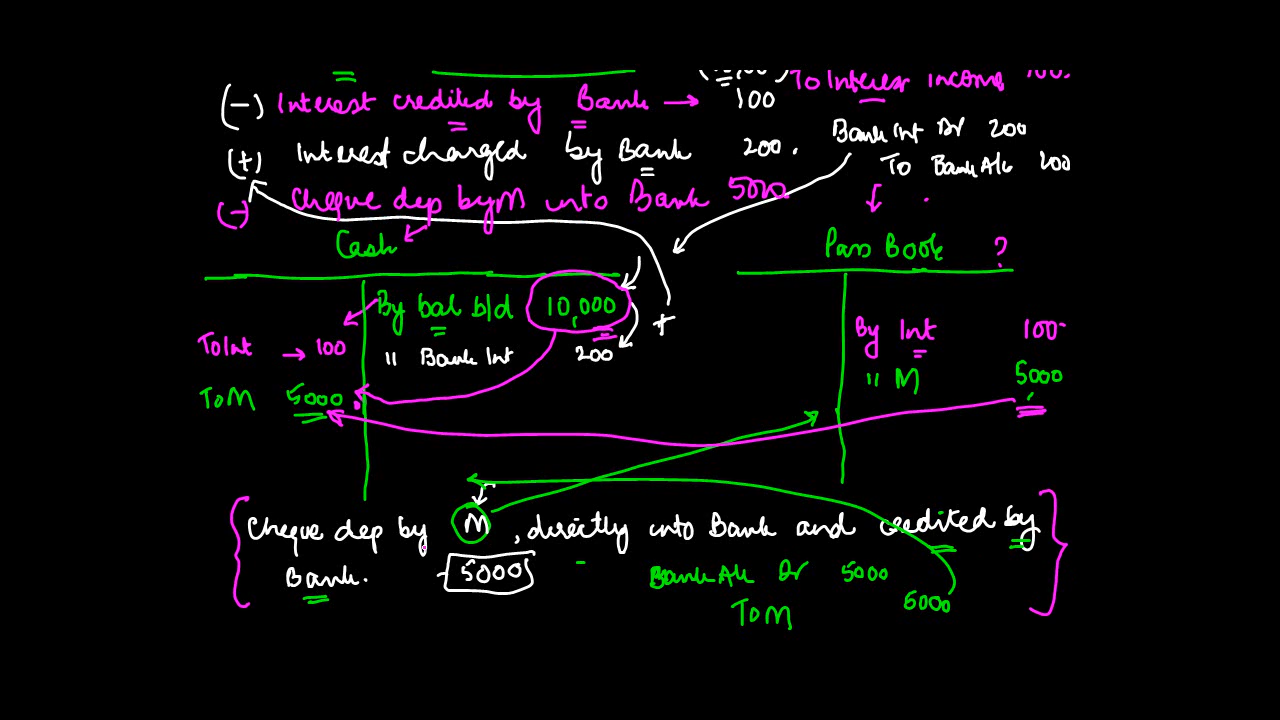 To Interest income 100
(-) Interest credited by Bank → 100
Bank Int Dr 200
(+) Interest charged by Bank 200.
To Bank A/c 200
(-) Cheque dep by M into Bank 5000
Cash
Pass Book ?
By bal b/d 10,000
To Int → 100
" Bank Int 200
+
By Int 100
To M 5000
" M 5000
Cheque dep by M, directly into Bank and credited by
Bank. - 5000
Bank A/c Dr 5000
To M 5000